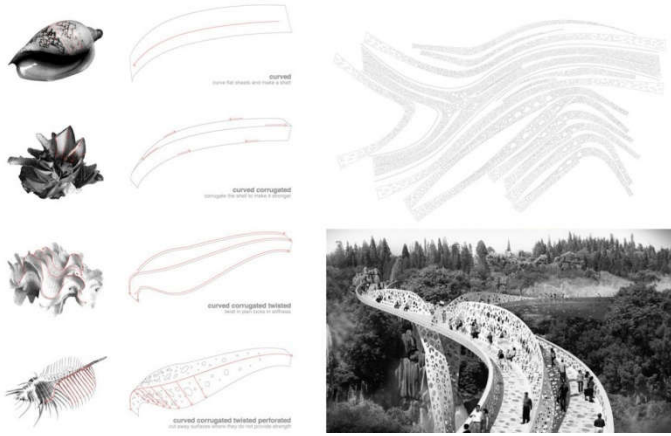 curved
curve flat sheets and make a shell
curved corrugated
corrugate the shell to make it stronger
curved corrugated twisted
twist in plan locks in stiffness
curved corrugated twisted perforated
cut away surfaces where they do not provide strength